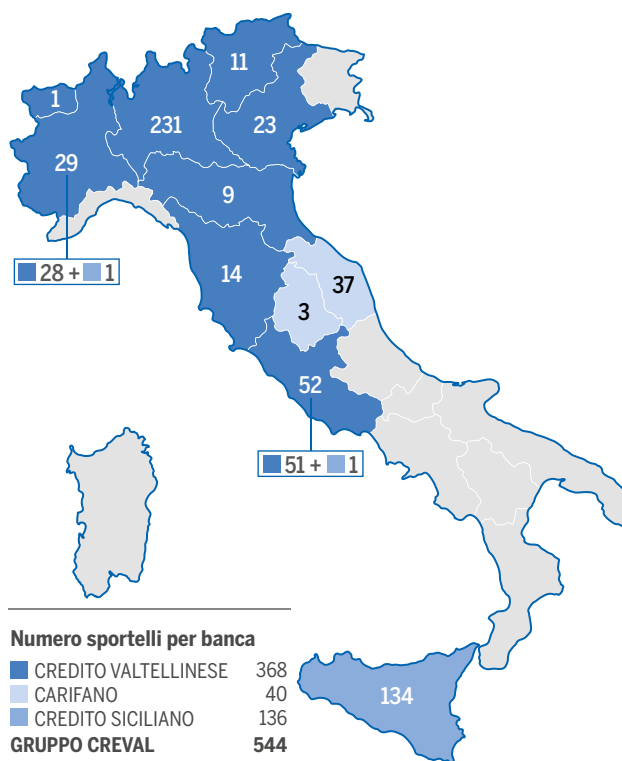 11
1
231
23
29
9
28 + 1
14
37
3
52
51 + 1
Numero sportelli per banca
CREDITO VALTELLINESE 368
CARIFANO 40
CREDITO SICILIANO 136
GRUPPO CREVAL 544
134